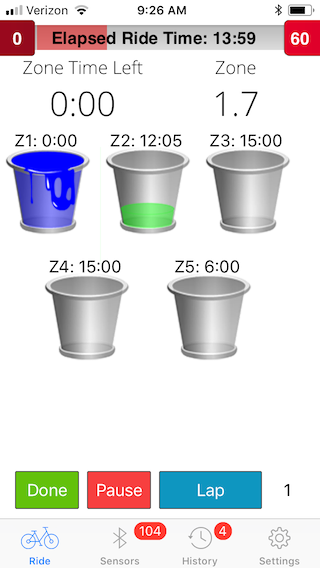 Verizon 9:26 AM
0 Elapsed Ride Time: 13:59 60
Zone Time Left Zone
0:00 1.7
Z1: 0:00 Z2: 12:05 Z3: 15:00
Z4: 15:00 Z5: 6:00
Done Pause Lap 1
104 4
Ride Sensors History Settings